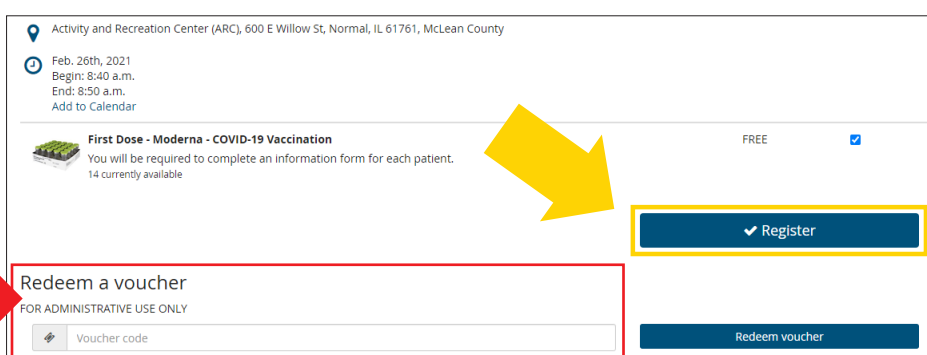 Activity and Recreation Center (ARC), 600 E Willow St, Normal, IL 61761, McLean County
Feb. 26th, 2021
Begin: 8:40 a.m.
End: 8:50 a.m.
Add to Calendar
First Dose - Moderna - COVID-19 Vaccination
FREE
You will be required to complete an information form for each patient.
14 currently available
Register
Redeem a voucher
FOR ADMINISTRATIVE USE ONLY
Voucher code
Redeem voucher